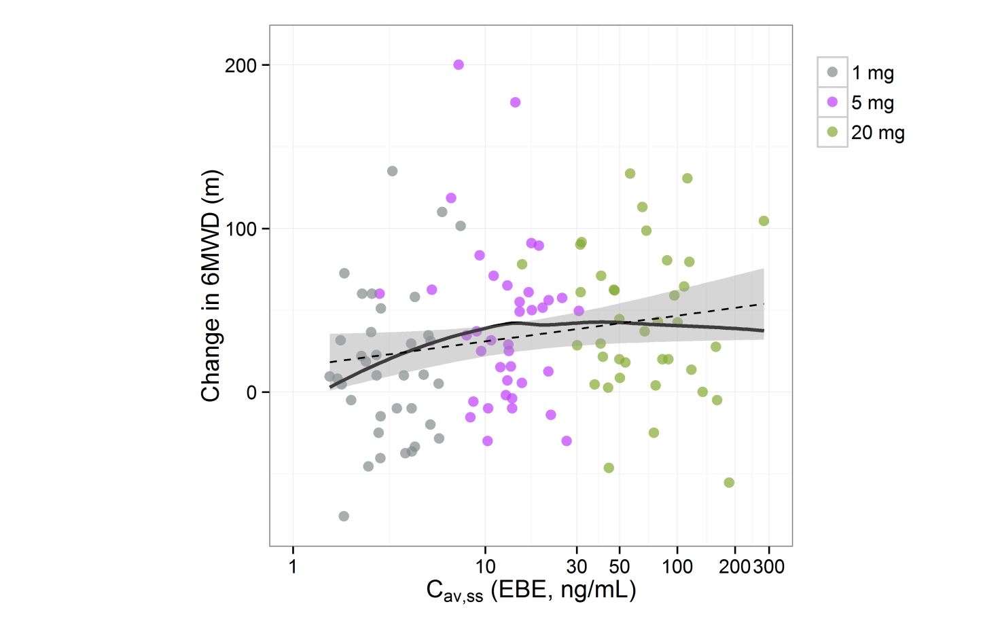 200
100
0
Change in 6MWD (m)
1 10 30 50 100 200 300
Cav,ss (EBE, ng/mL)
1 mg
5 mg
20 mg